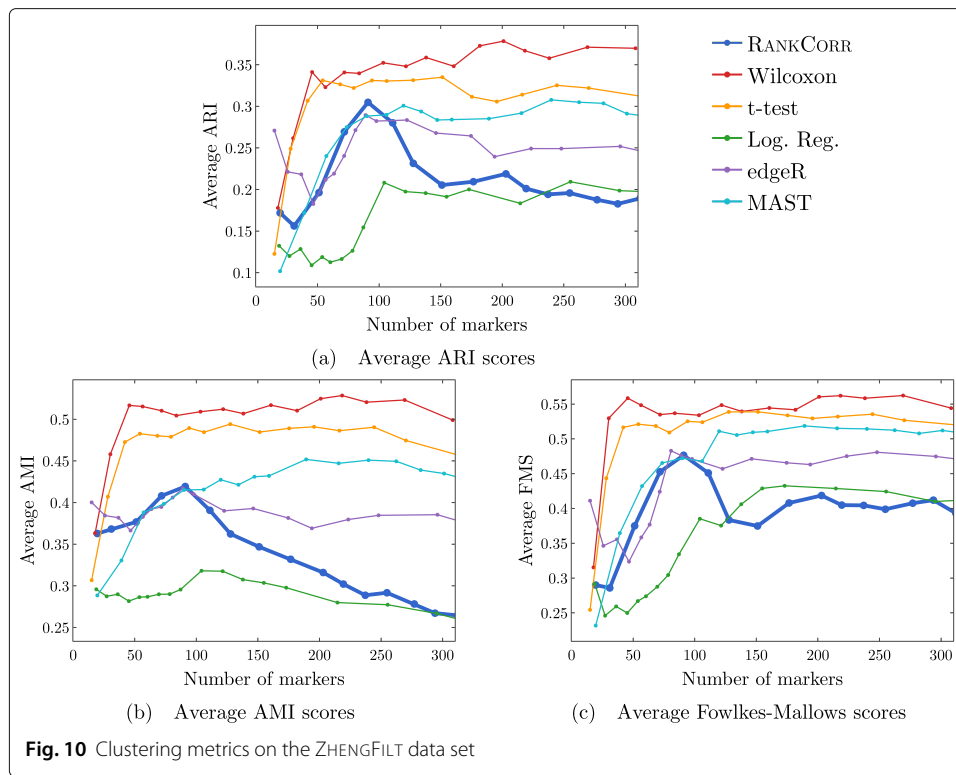 0.35
0.3
0.25
0.2
0.15
0.1
Average ARI
0 50 100 150 200 250 300
Number of markers
(a) Average ARI scores
RANKCORR
Wilcoxon
t-test
Log. Reg.
edgeR
MAST
0.5
0.45
0.4
0.35
0.3
0.25
Average AMI
0 50 100 150 200 250 300
Number of markers
(b) Average AMI scores
0.55
0.5
0.45
0.4
0.35
0.3
0.25
Average FMS
0 50 100 150 200 250 300
Number of markers
(c) Average Fowlkes-Mallows scores
Fig. 10 Clustering metrics on the ZHENGFILT data set